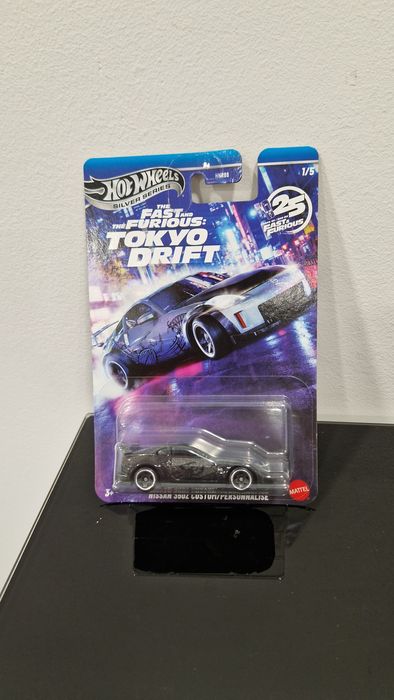 HOT WHEELS
SILVER SERIES
1/5
THE
FAST AND
THE FURIOUS:
TOKYO
DRIFT
25
FAST &
FURIOUS
NISSAN 350Z CUSTOM/PERSONNALISÉ
3+
MATTEL